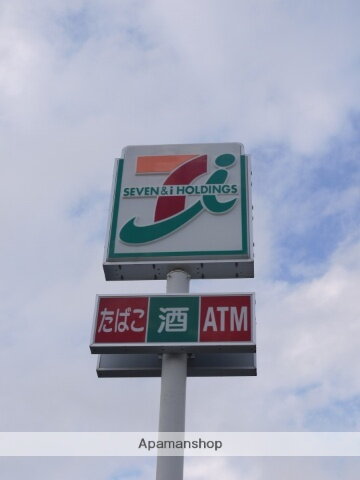 SEVEN & i HOLDINGS
たばこ 酒 ATM
Apamanshop